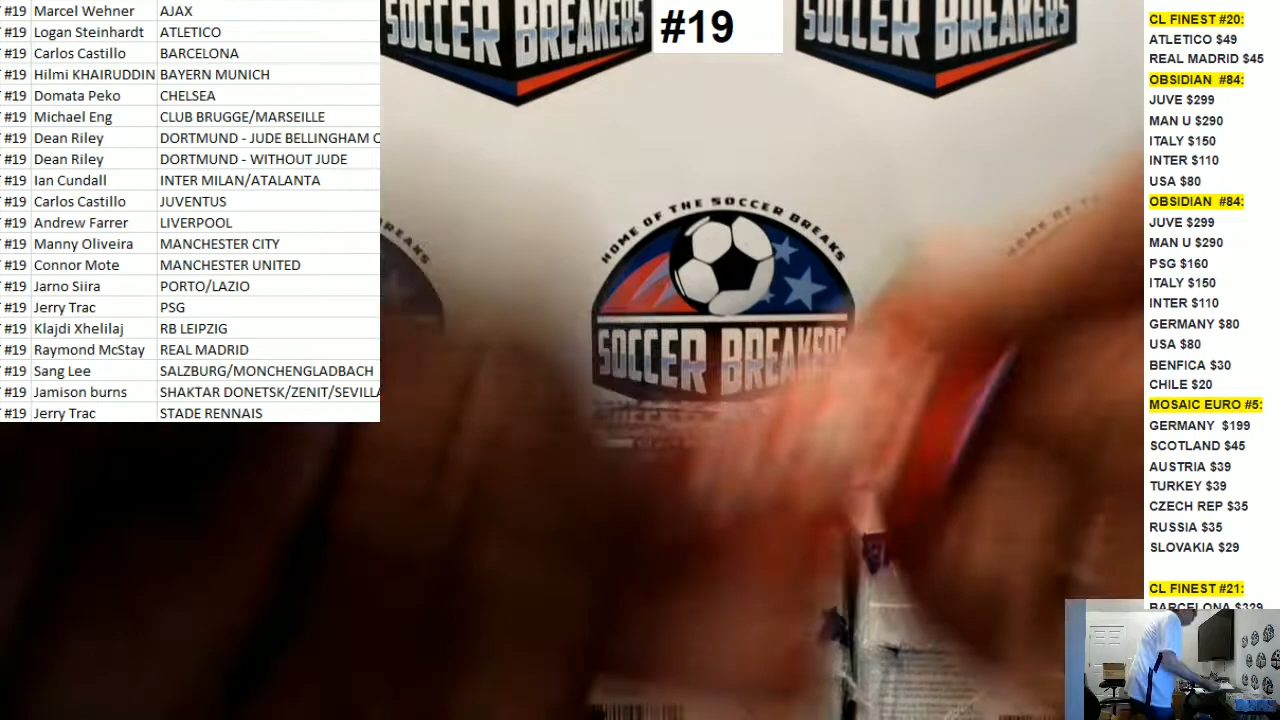 #19 Marcel Wehner AJAX
#19 Logan Steinhardt ATLETICO
#19 Carlos Castillo BARCELONA
#19 Hilmi KHAIRUDDIN BAYERN MUNICH
#19 Domata Peko CHELSEA
#19 Michael Eng CLUB BRUGGE/MARSEILLE
#19 Dean Riley DORTMUND - JUDE BELLINGHAM C
#19 Dean Riley DORTMUND - WITHOUT JUDE
#19 Ian Cundall INTER MILAN/ATALANTA
#19 Carlos Castillo JUVENTUS
#19 Andrew Farrer LIVERPOOL
#19 Manny Oliveira MANCHESTER CITY
#19 Connor Mote MANCHESTER UNITED
#19 Jarno Siira PORTO/LAZIO
#19 Jerry Trac PSG
#19 Klajdi Xhelilaj RB LEIPZIG
#19 Raymond McStay REAL MADRID
#19 Sang Lee SALZBURG/MONCHENGLADBACH
#19 Jamison burns SHAKTAR DONETSK/ZENIT/SEVILLA
#19 Jerry Trac STADE RENNAIS
SOCCER BREAKERS
#19
SOCCER BREAKERS
HOME OF THE SOCCER BREAKS
SOCCER BREAKERS
HOME OF
CL FINEST #20:
ATLETICO $49
REAL MADRID $45
OBSIDIAN #84:
JUVE $299
MAN U $290
ITALY $150
INTER $110
USA $80
OBSIDIAN #84:
JUVE $299
MAN U $290
PSG $160
ITALY $150
INTER $110
GERMANY $80
USA $80
BENFICA $30
CHILE $20
MOSAIC EURO #5:
GERMANY $199
SCOTLAND $45
AUSTRIA $39
TURKEY $39
CZECH REP $35
RUSSIA $35
SLOVAKIA $29
CL FINEST #21:
BARCELONA $329